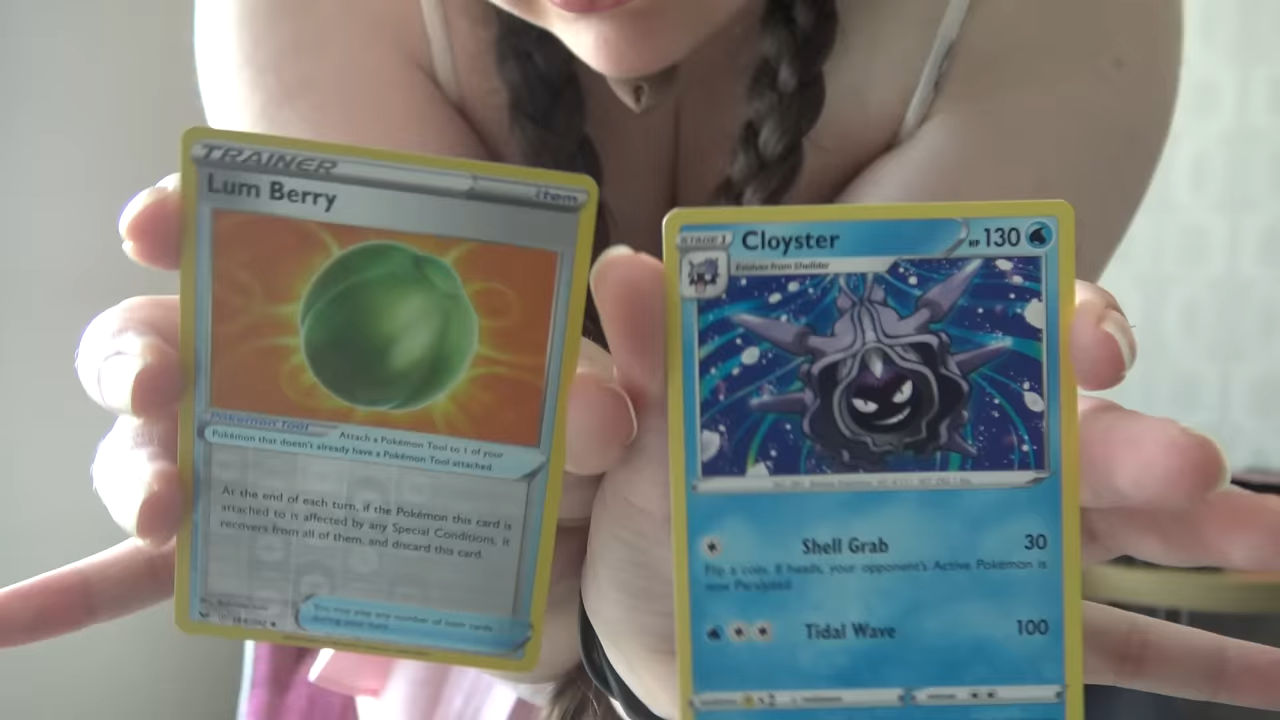 TRAINER
Item
Lum Berry
Pokémon Tool
Attach a Pokémon Tool to 1 of your
Pokémon that doesn't already have a Pokémon Tool attached.
At the end of each turn, if the Pokémon this card is
attached to is affected by any Special Conditions, it
recovers from all of them, and discard this card.
You may play any number of Item cards
during your turn.
STAGE 1
Cloyster
HP 130
Evolves from Shellder
Shell Grab 30
Flip a coin. If heads, your opponent's Active Pokémon is
now Paralyzed.
Tidal Wave 100
x2